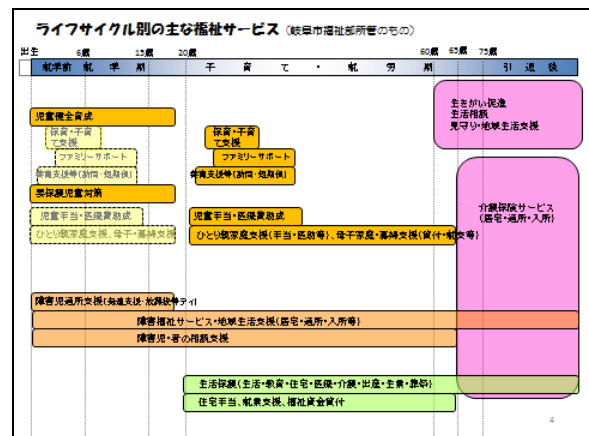 ライフサイクル別の主な福祉サービス（岐阜市福祉部所管のもの）
出生 6歳 15歳 20歳 60歳 65歳 75歳
就学前 就学期 子育て・就労期 引退後
生きがい促進
生活相談
見守り・地域生活支援
児童健全育成
保育・子育て支援 保育・子育て支援
ファミリーサポート ファミリーサポート
養育支援等(訪問・短期例) 養育支援等(訪問・短期例)
要保護児童対策
介護保険サービス
(居宅・通所・入所)
児童手当・医療費助成 児童手当・医療費助成
ひとり親家庭支援、母子・寡婦支援 ひとり親家庭支援(手当・医助等)、母子家庭・寡婦支援(貸付・就支等)
障害児通所支援(発達支援・放課後等デイ)
障害福祉サービス・地域生活支援(居宅・通所・入所等)
障害児・者の相談支援
生活保護(生活・教育・住宅・医療・介護・出産・生業・葬祭)
住宅手当、就業支援、福祉資金貸付
4